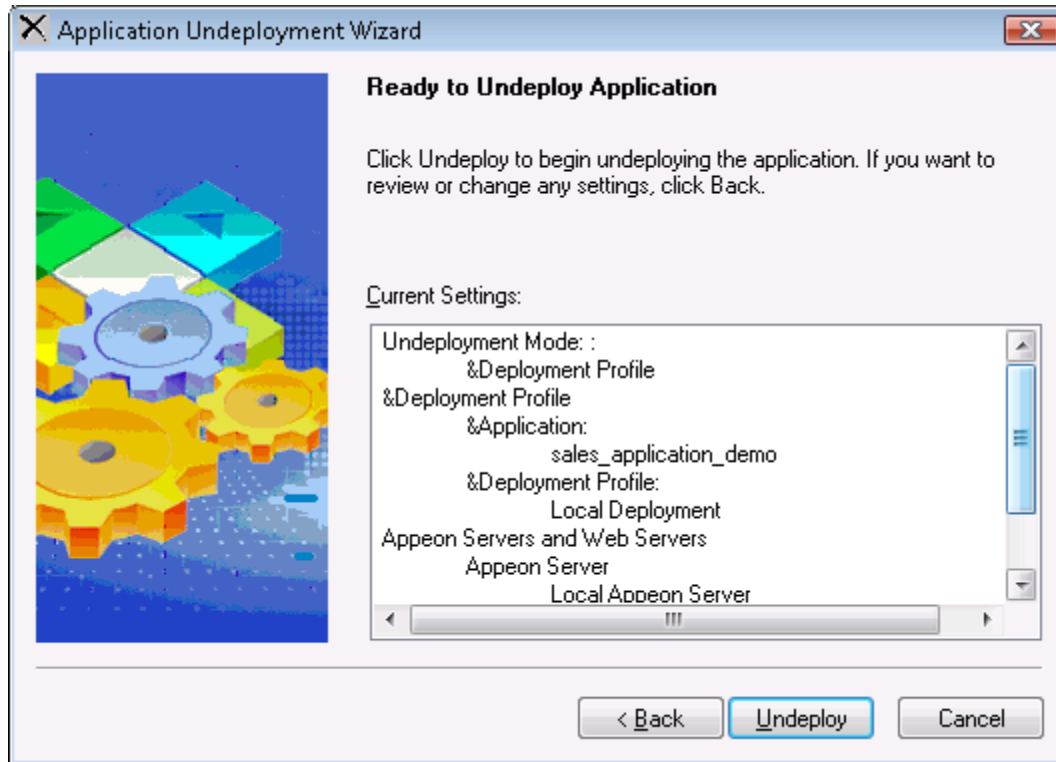 Application Undeployment Wizard
Ready to Undeploy Application
Click Undeploy to begin undeploying the application. If you want to
review or change any settings, click Back.
Current Settings:
Undeployment Mode: :
&Deployment Profile
&Deployment Profile
&Application:
sales_application_demo
&Deployment Profile:
Local Deployment
Appeon Servers and Web Servers
Appeon Server
Local Appeon Server
< Back
Undeploy
Cancel